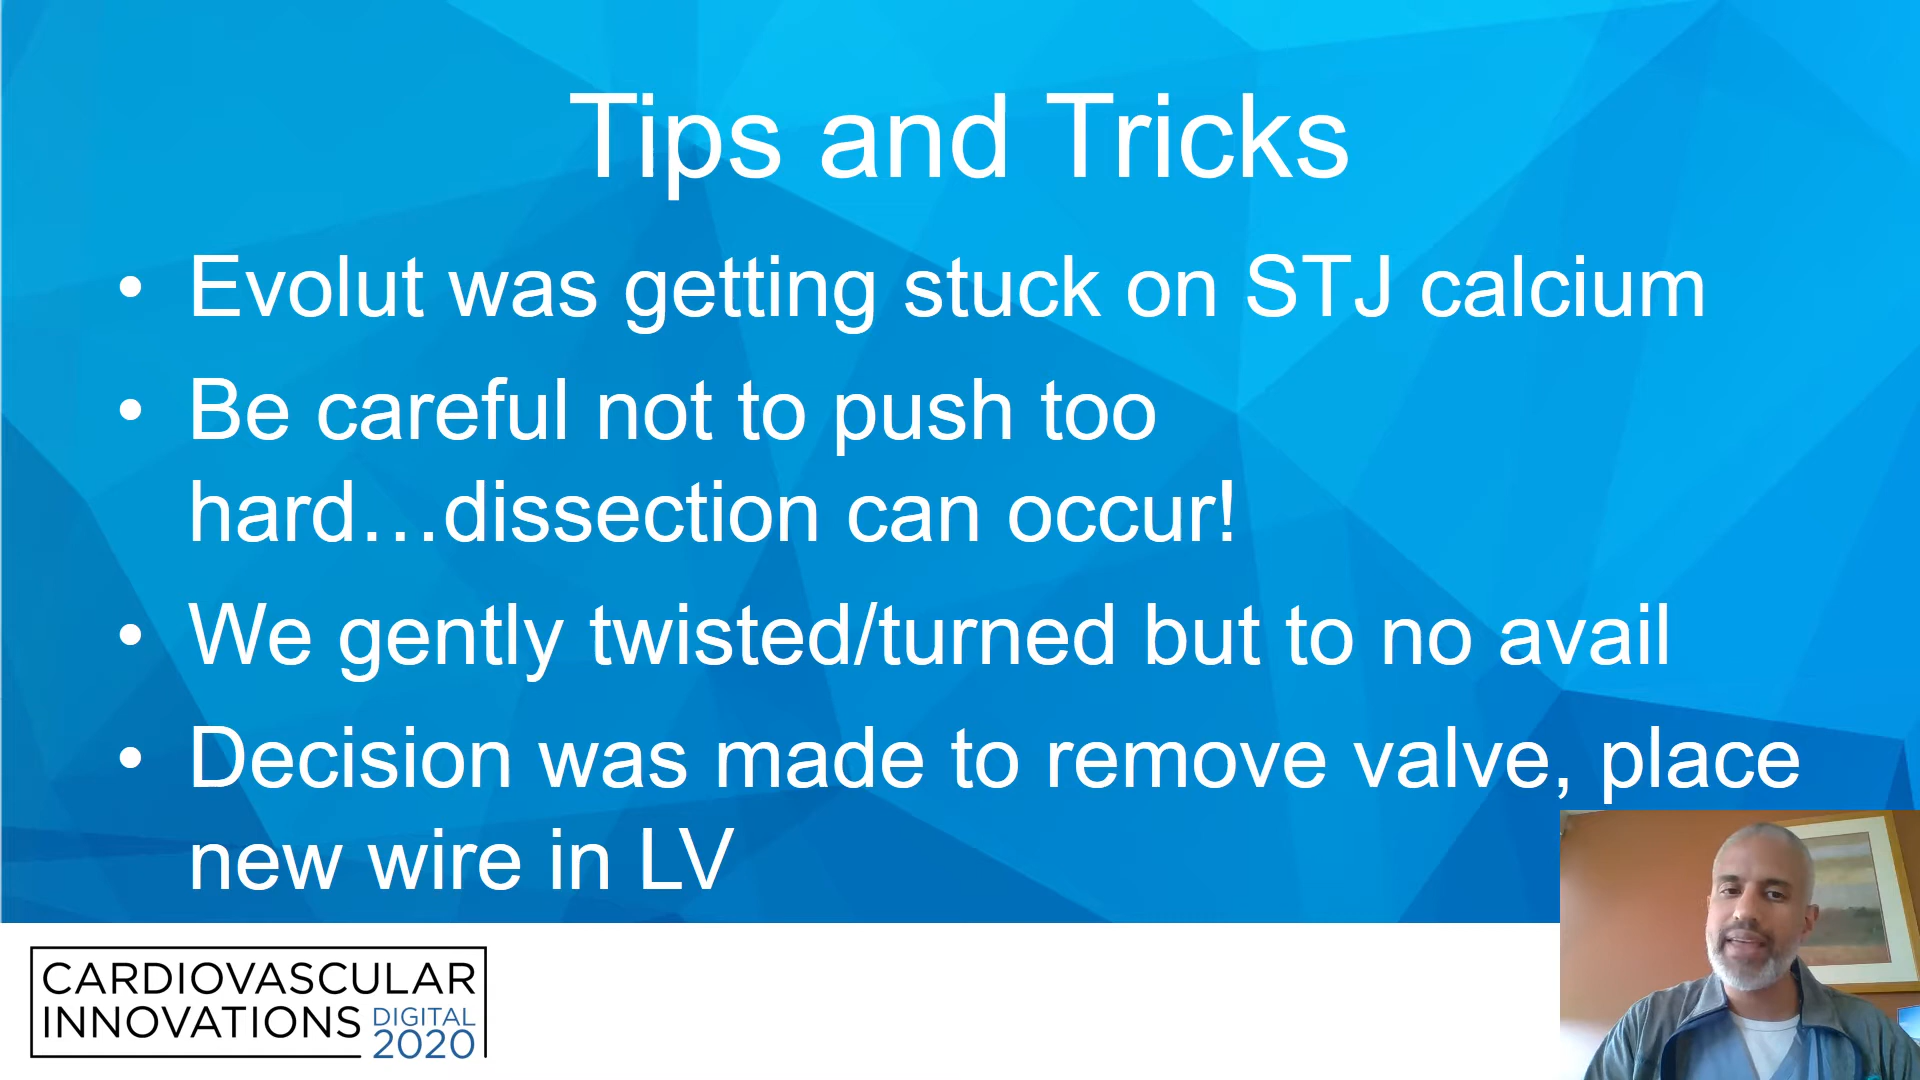 Tips and Tricks
• Evolut was getting stuck on STJ calcium
• Be careful not to push too
hard…dissection can occur!
• We gently twisted/turned but to no avail
• Decision was made to remove valve, place
new wire in LV
CARDIOVASCULAR
INNOVATIONS DIGITAL
2020